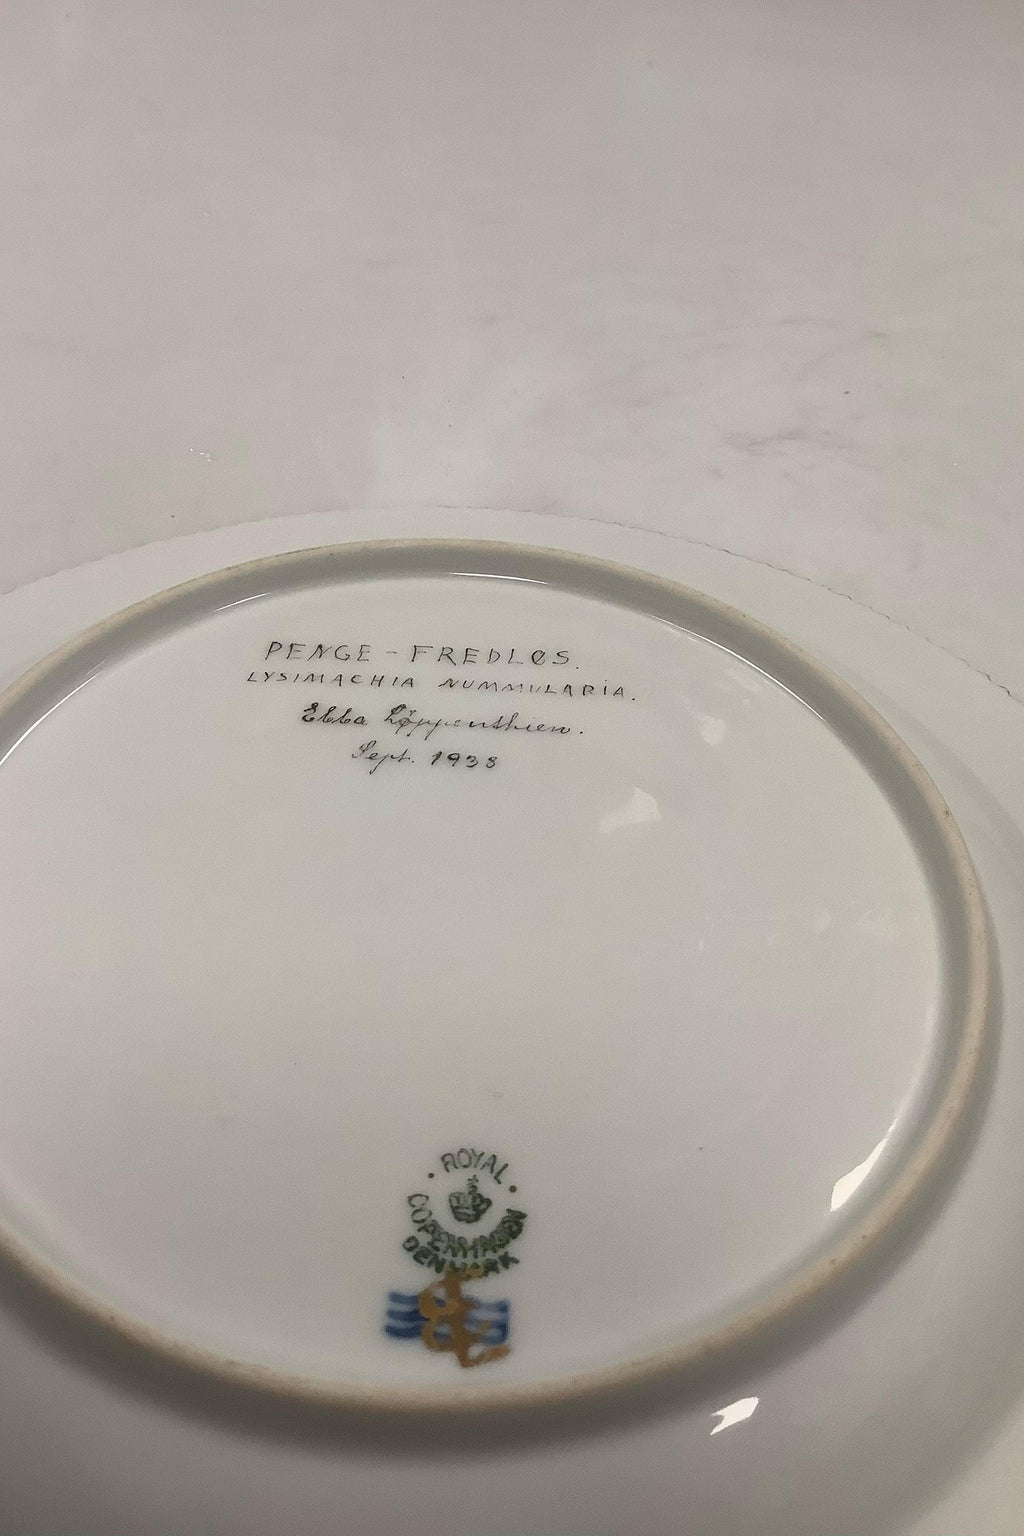 PENGE - FREDLØS.
LYSIMACHIA NUMMULARIA.
Ebba Løppenthien.
Sept. 1938
ROYAL
COPENHAGEN
DENMARK